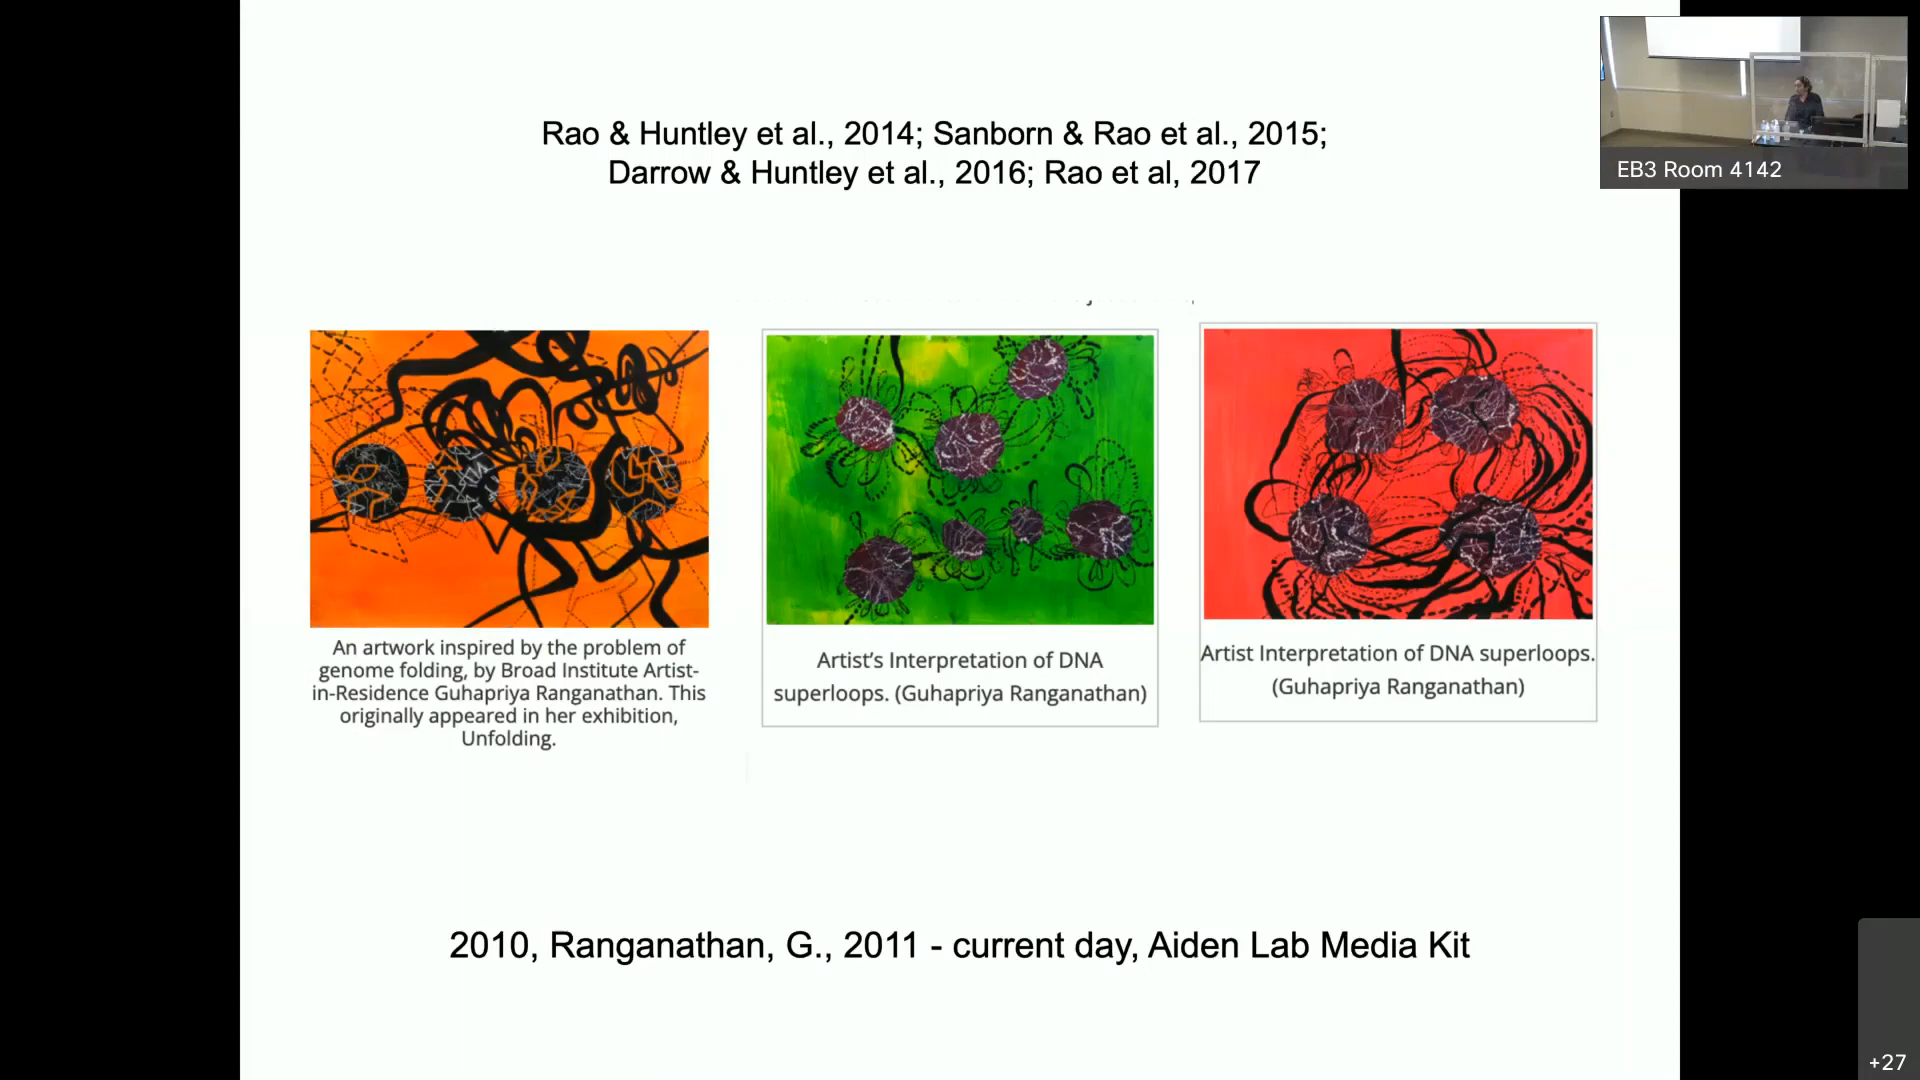 Rao & Huntley et al., 2014; Sanborn & Rao et al., 2015;
Darrow & Huntley et al., 2016; Rao et al, 2017
EB3 Room 4142
An artwork inspired by the problem of
genome folding, by Broad Institute Artist-
in-Residence Guhapriya Ranganathan. This
originally appeared in her exhibition,
Unfolding.
Artist’s Interpretation of DNA
superloops. (Guhapriya Ranganathan)
Artist Interpretation of DNA superloops.
(Guhapriya Ranganathan)
2010, Ranganathan, G., 2011 - current day, Aiden Lab Media Kit
+27